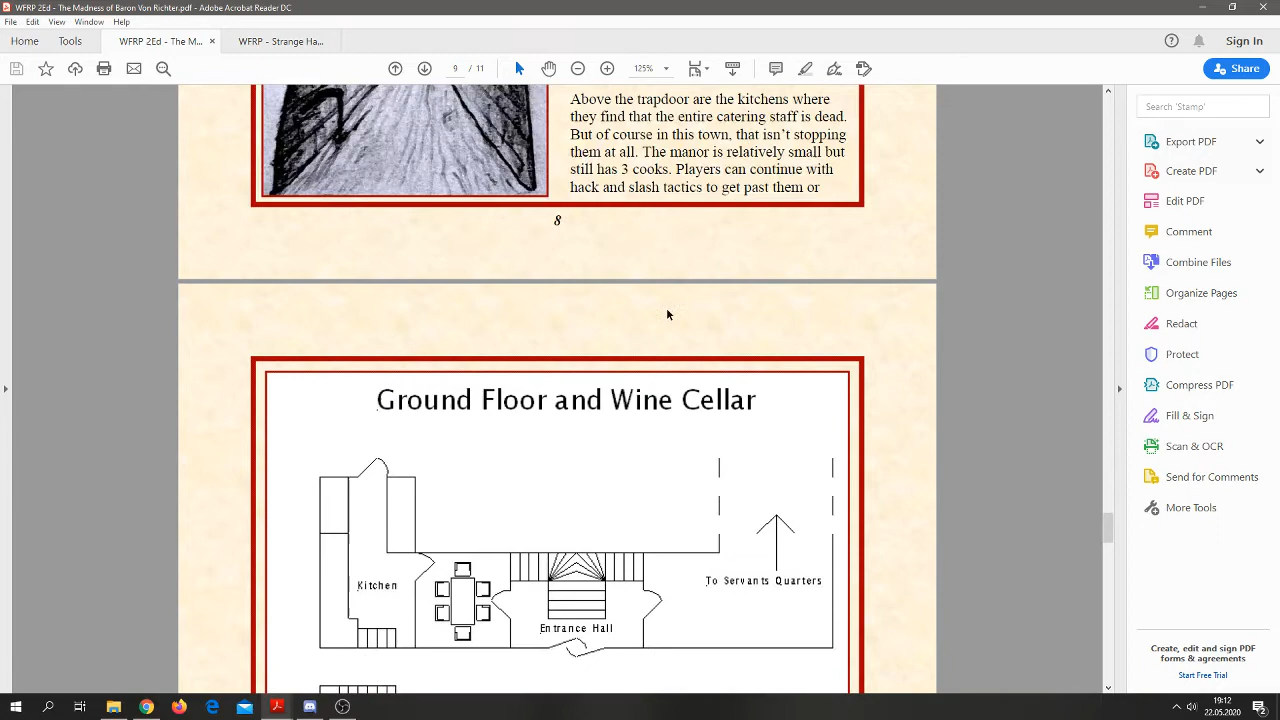 WFRP 2Ed - The Madness of Baron Von Richter.pdf - Adobe Acrobat Reader DC
File Edit View Window Help
Home Tools WFRP 2Ed - The M... × WFRP - Strange Ha...
Sign In
9 / 11
125%
Share
Above the trapdoor are the kitchens where
they find that the entire catering staff is dead.
But of course in this town, that isn't stopping
them at all. The manor is relatively small but
still has 3 cooks. Players can continue with
hack and slash tactics to get past them or
8
Ground Floor and Wine Cellar
Kitchen
To Servants Quarters
Entrance Hall
Search 'Stamp'
Export PDF
Create PDF
Edit PDF
Comment
Combine Files
Organize Pages
Redact
Protect
Compress PDF
Fill & Sign
Scan & OCR
Send for Comments
More Tools
Create, edit and sign PDF
forms & agreements
Start Free Trial
19:12
22.09.2020
2